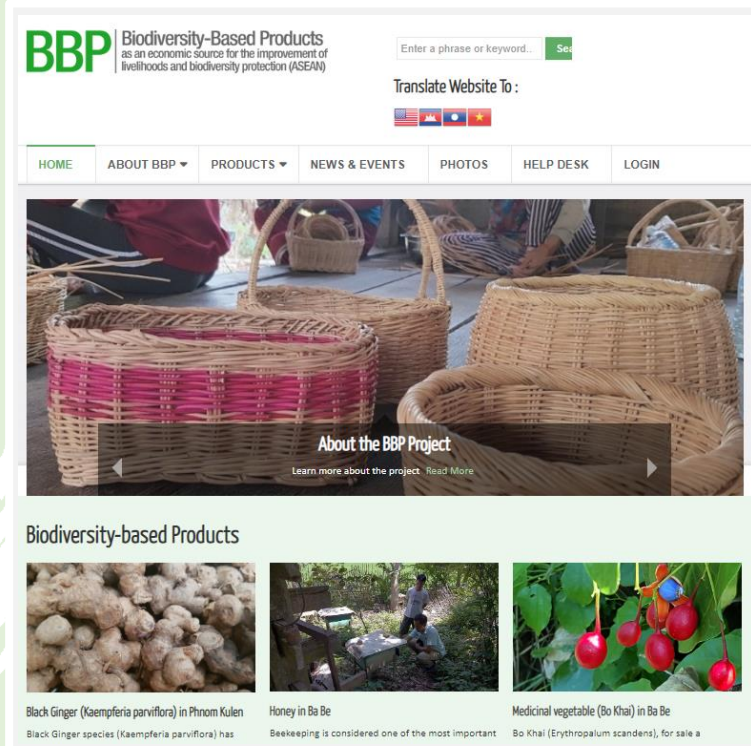 BBP
Biodiversity-Based Products
as an economic source for the improvement of
livelihoods and biodiversity protection (ASEAN)
Enter a phrase or keyword..
Sea
Translate Website To :
HOME ABOUT BBP PRODUCTS NEWS & EVENTS PHOTOS HELP DESK LOGIN
About the BBP Project
Learn more about the project Read More
Biodiversity-based Products
Black Ginger (Kaempferia parviflora) in Phnom Kulen
Black Ginger species (Kaempferia parviflora) has
Honey in Ba Be
Beekeeping is considered one of the most important
Medicinal vegetable (Bo Khai) in Ba Be
Bo Khai (Erythropalum scandens), for sale a